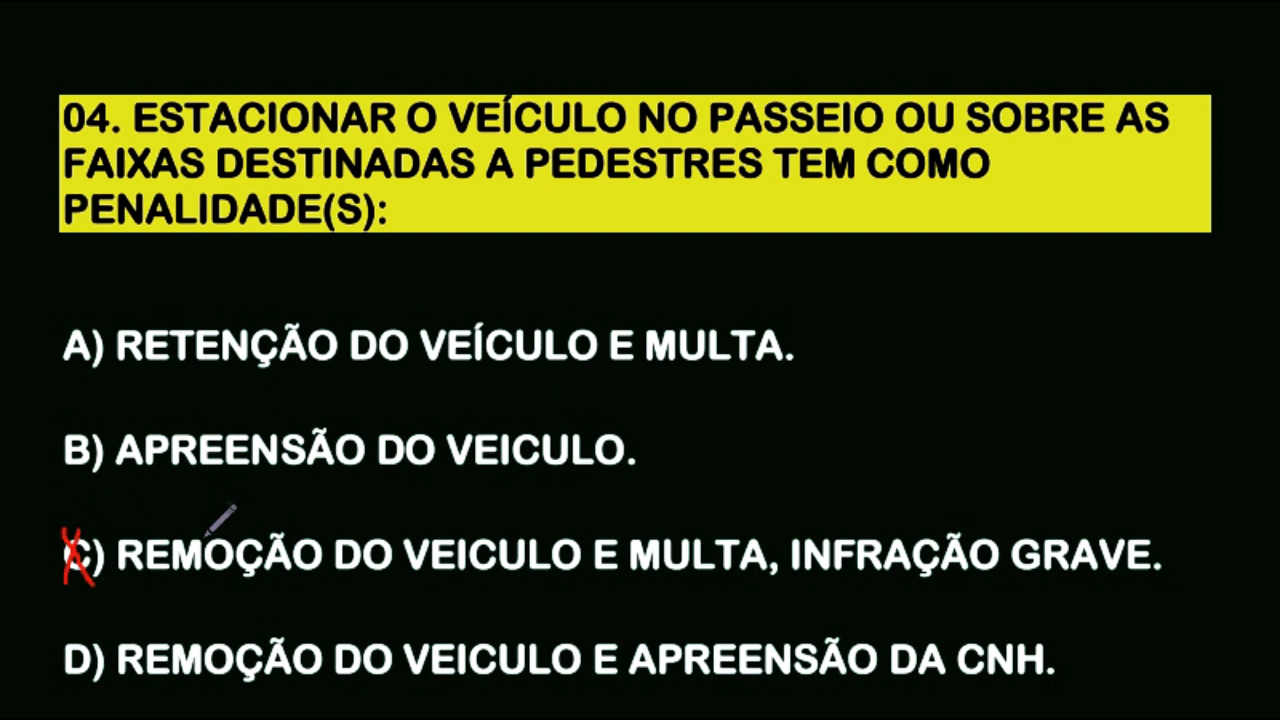 04. ESTACIONAR O VEÍCULO NO PASSEIO OU SOBRE AS
FAIXAS DESTINADAS A PEDESTRES TEM COMO
PENALIDADE(S):
A) RETENÇÃO DO VEÍCULO E MULTA.
B) APREENSÃO DO VEICULO.
C) REMOÇÃO DO VEICULO E MULTA, INFRAÇÃO GRAVE.
D) REMOÇÃO DO VEICULO E APREENSÃO DA CNH.